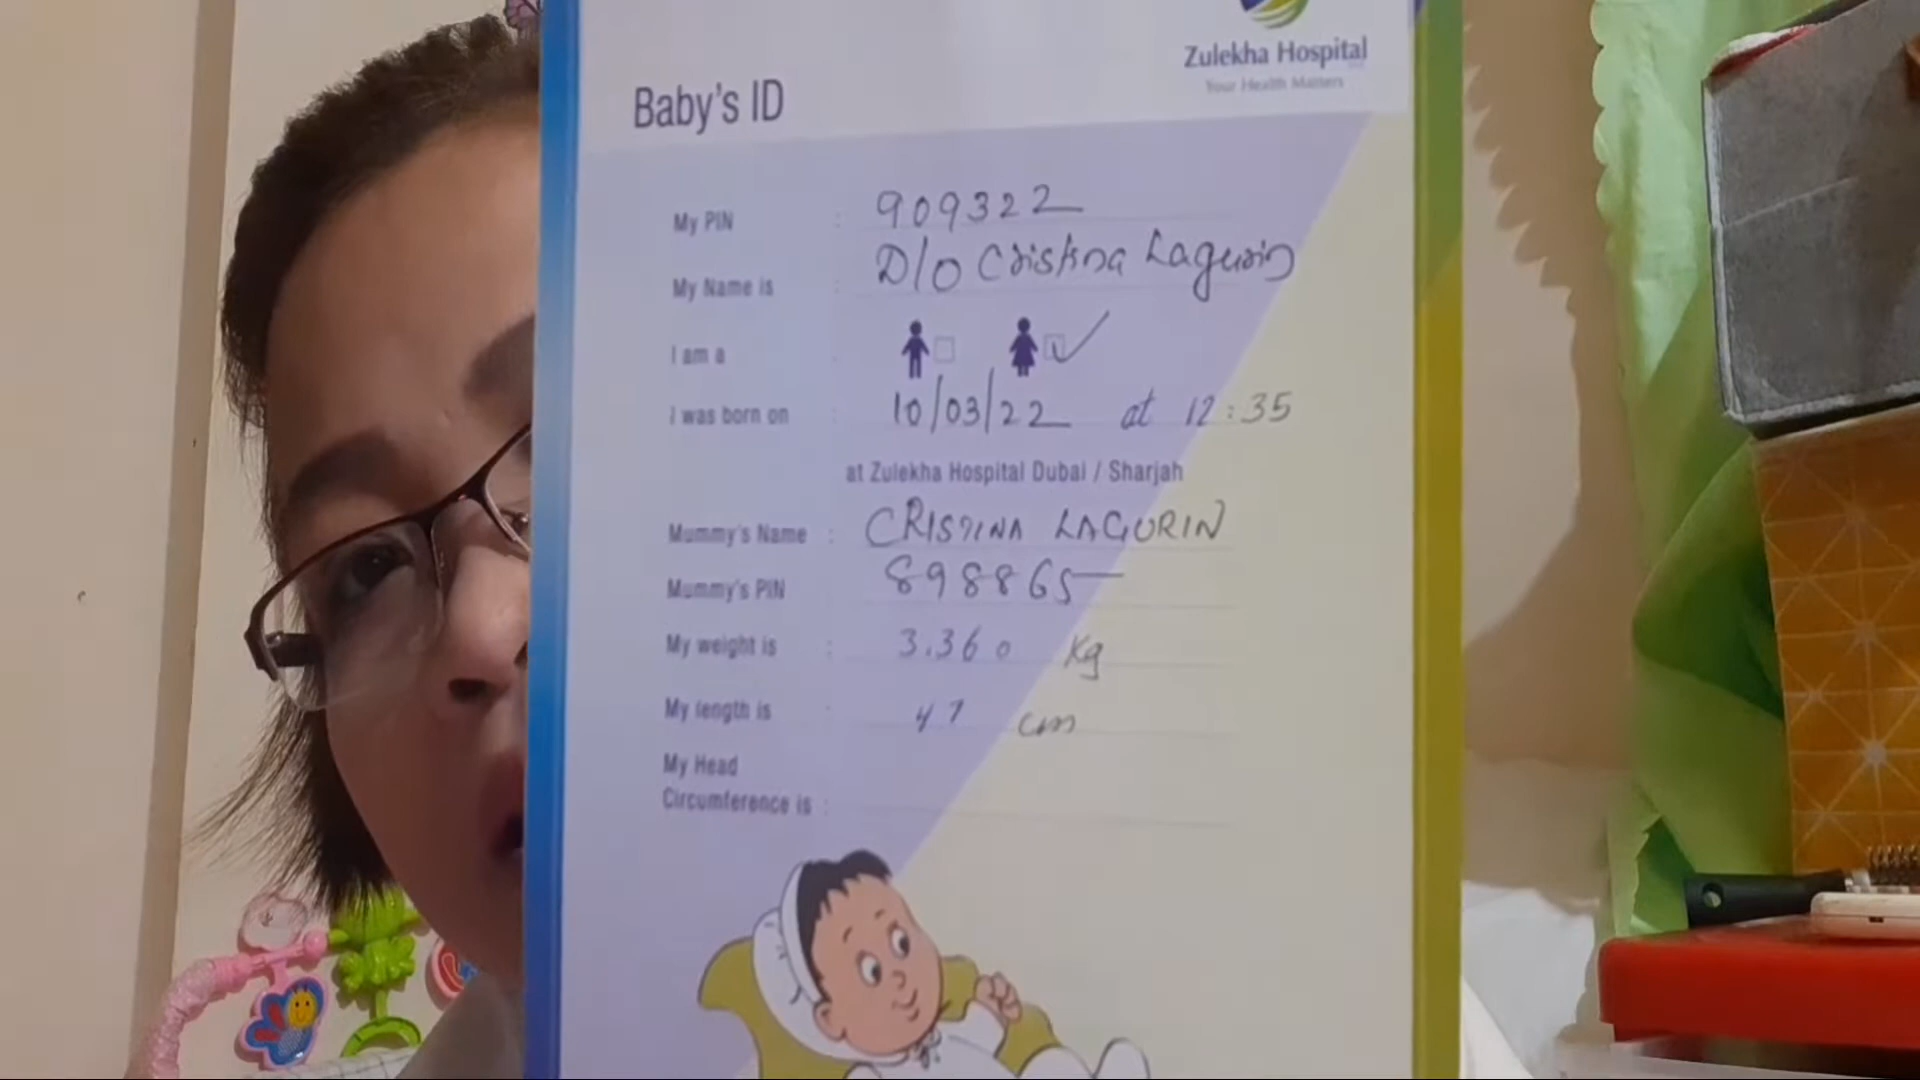 Zulekha Hospital
Your Health Matters
Baby's ID
My PIN : 909322
My Name is : D/O Cristina Lagurin
I am a :
I was born on : 10/03/22 at 12:35
at Zulekha Hospital Dubai / Sharjah
Mummy's Name : CRISTINA LAGURIN
Mummy's PIN 898865
My weight is : 3.360 kg
My length is : 47 cm
My Head
Circumference is :